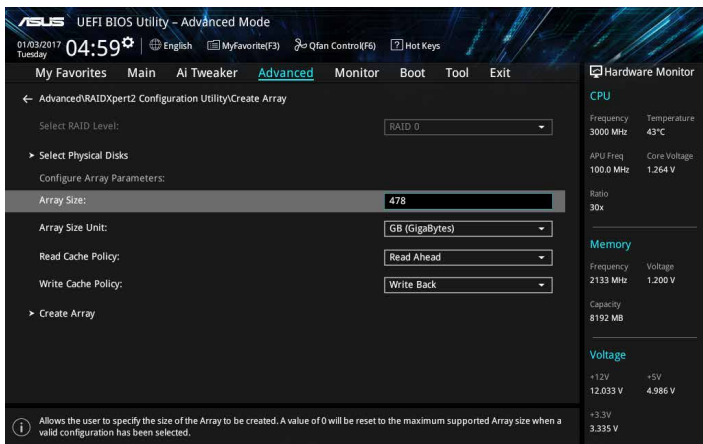 ASUS UEFI BIOS Utility – Advanced Mode
01/03/2017 Tuesday 04:59 English MyFavorite(F3) Qfan Control(F6) ? Hot Keys
My Favorites Main Ai Tweaker Advanced Monitor Boot Tool Exit
← Advanced\RAIDXpert2 Configuration Utility\Create Array
Select RAID Level: RAID 0
> Select Physical Disks
Configure Array Parameters:
Array Size: 478
Array Size Unit: GB (GigaBytes)
Read Cache Policy: Read Ahead
Write Cache Policy: Write Back
> Create Array
i Allows the user to specify the size of the Array to be created. A value of 0 will be reset to the maximum supported Array size when a
valid configuration has been selected.
Hardware Monitor
CPU
Frequency Temperature
3000 MHz 43°C
APU Freq Core Voltage
100.0 MHz 1.264 V
Ratio
30x
Memory
Frequency Voltage
2133 MHz 1.200 V
Capacity
8192 MB
Voltage
+12V +5V
12.033 V 4.986 V
+3.3V
3.335 V